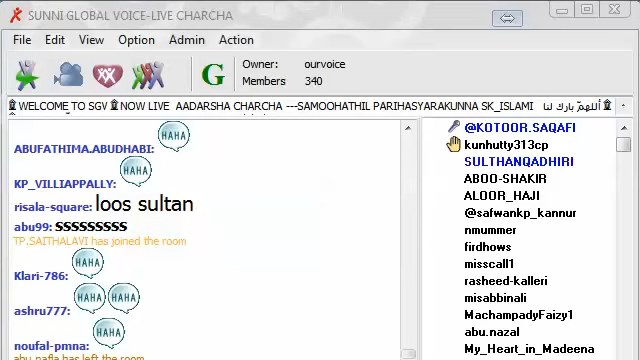 SUNNI GLOBAL VOICE-LIVE CHARCHA
File Edit View Option Admin Action
G
Owner: ourvoice
Members 340
WELCOME TO SGV NOW LIVE AADARSHA CHARCHA ---SAMOOHATHIL PARIHASYARAKUNNA SK_ISLAMI اللهم بارك لنا
HAHA
ABUFATHIMA.ABUDHABI:
HAHA
KP_VILLIAPPALLY:
risala-square: loos sultan
abu99: sssssssss
TP.SAITHALAVI has joined the room
HAHA
Klari-786:
HAHA HAHA
ashru777:
HAHA
noufal-pmna:
abu.nafla has left the room
@KOTOOR.SAQAFI
kunhutty313cp
SULTHANQADHIRI
ABOO-SHAKIR
ALOOR_HAJI
@safwankp_kannur
nmummer
firdhows
misscall1
rasheed-kalleri
misabbinali
MachampadyFaizy1
abu.nazal
My_Heart_in_Madeena